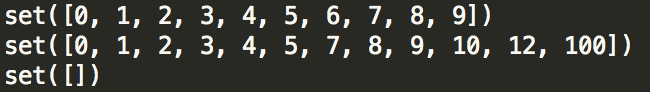 set([0, 1, 2, 3, 4, 5, 6, 7, 8, 9])
set([0, 1, 2, 3, 4, 5, 7, 8, 9, 10, 12, 100])
set([])